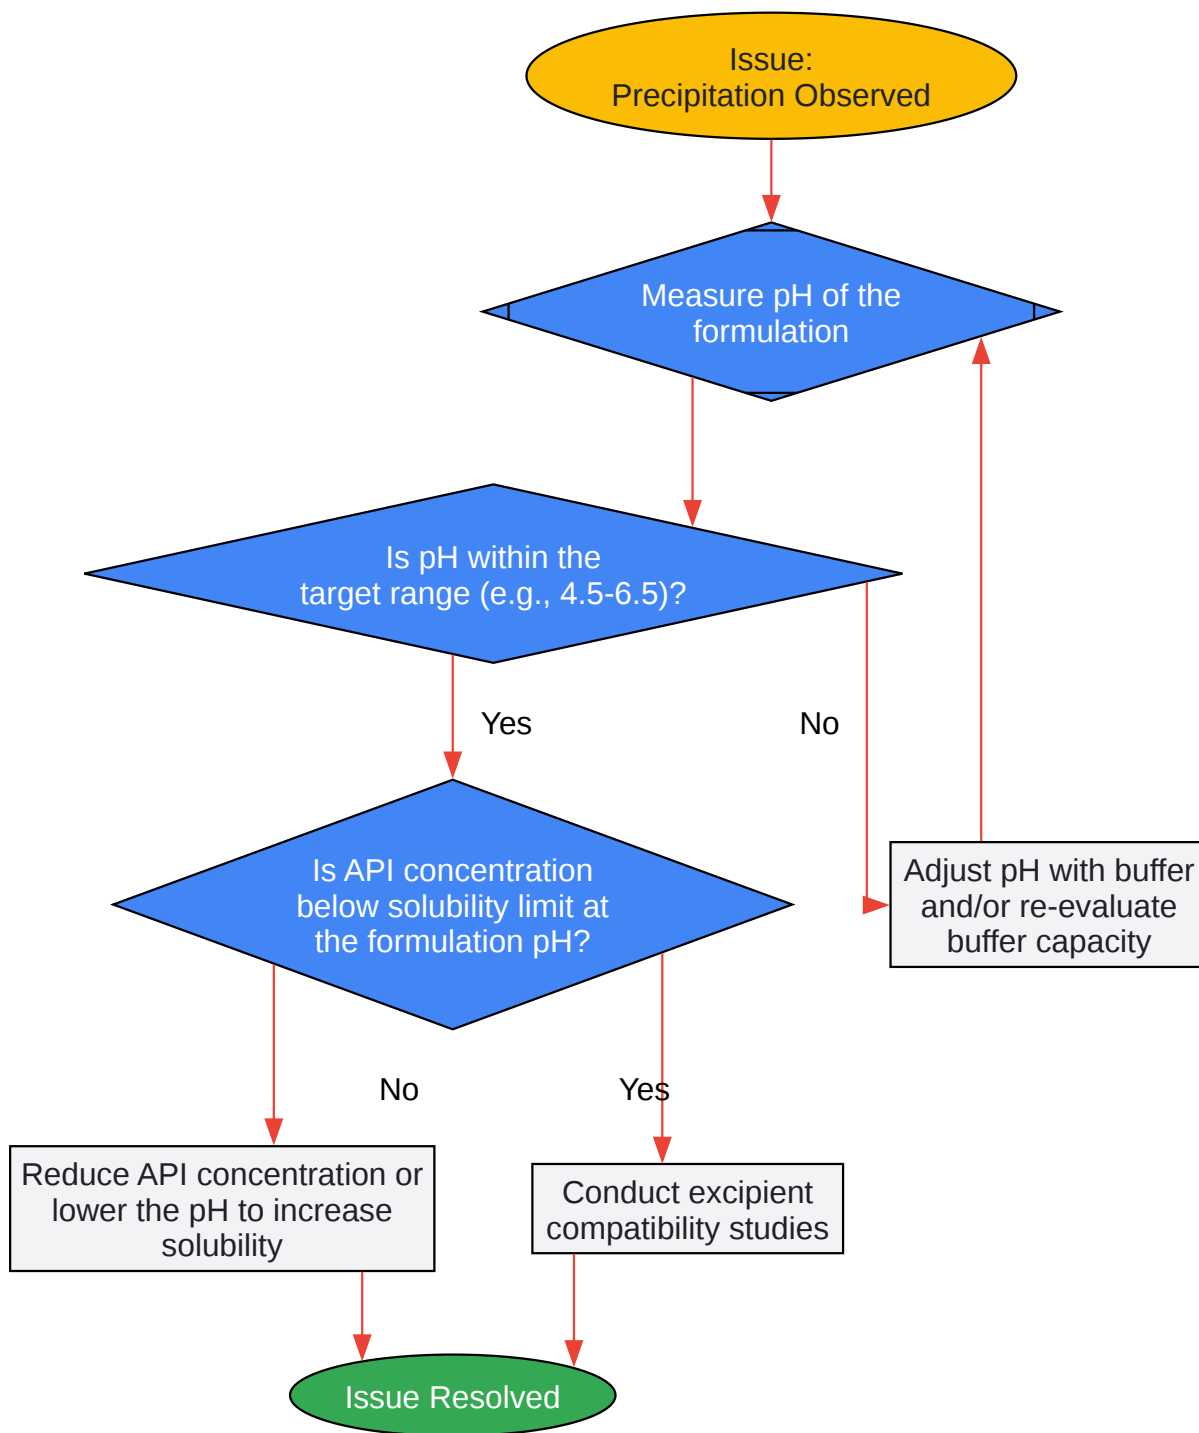 Issue:
Precipitation Observed
Measure pH of the
formulation
Is pH within the
target range (e.g., 4.5-6.5)?
Yes
No
Is API concentration
below solubility limit at
the formulation pH?
Adjust pH with buffer
and/or re-evaluate
buffer capacity
No
Yes
Reduce API concentration or
lower the pH to increase
solubility
Conduct excipient
compatibility studies
Issue Resolved